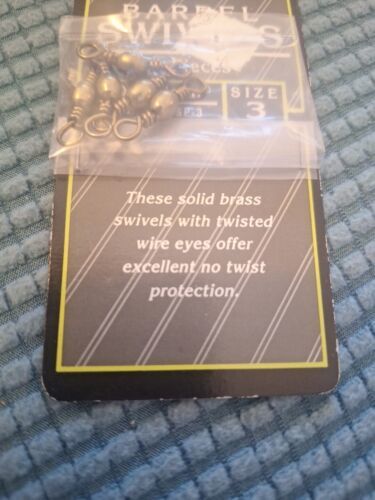 BARREL
SWIVELS
SIZE
3
These solid brass
swivels with twisted
wire eyes offer
excellent no twist
protection.